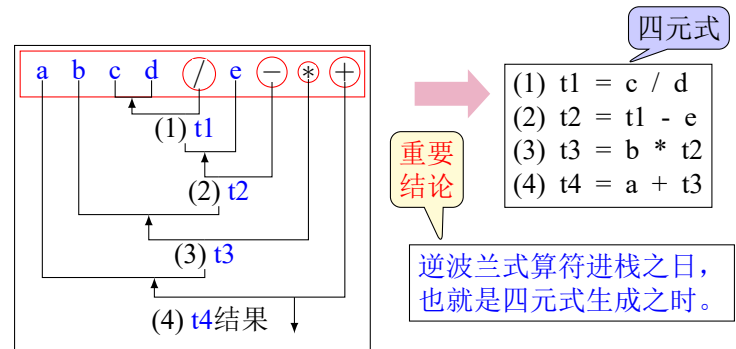 四元式
a b c d / e − * +
(1) t1
(2) t2
(3) t3
(4) t4结果
(1) t1 = c / d
(2) t2 = t1 - e
(3) t3 = b * t2
(4) t4 = a + t3
重要
结论
逆波兰式算符进栈之日，
也就是四元式生成之时。